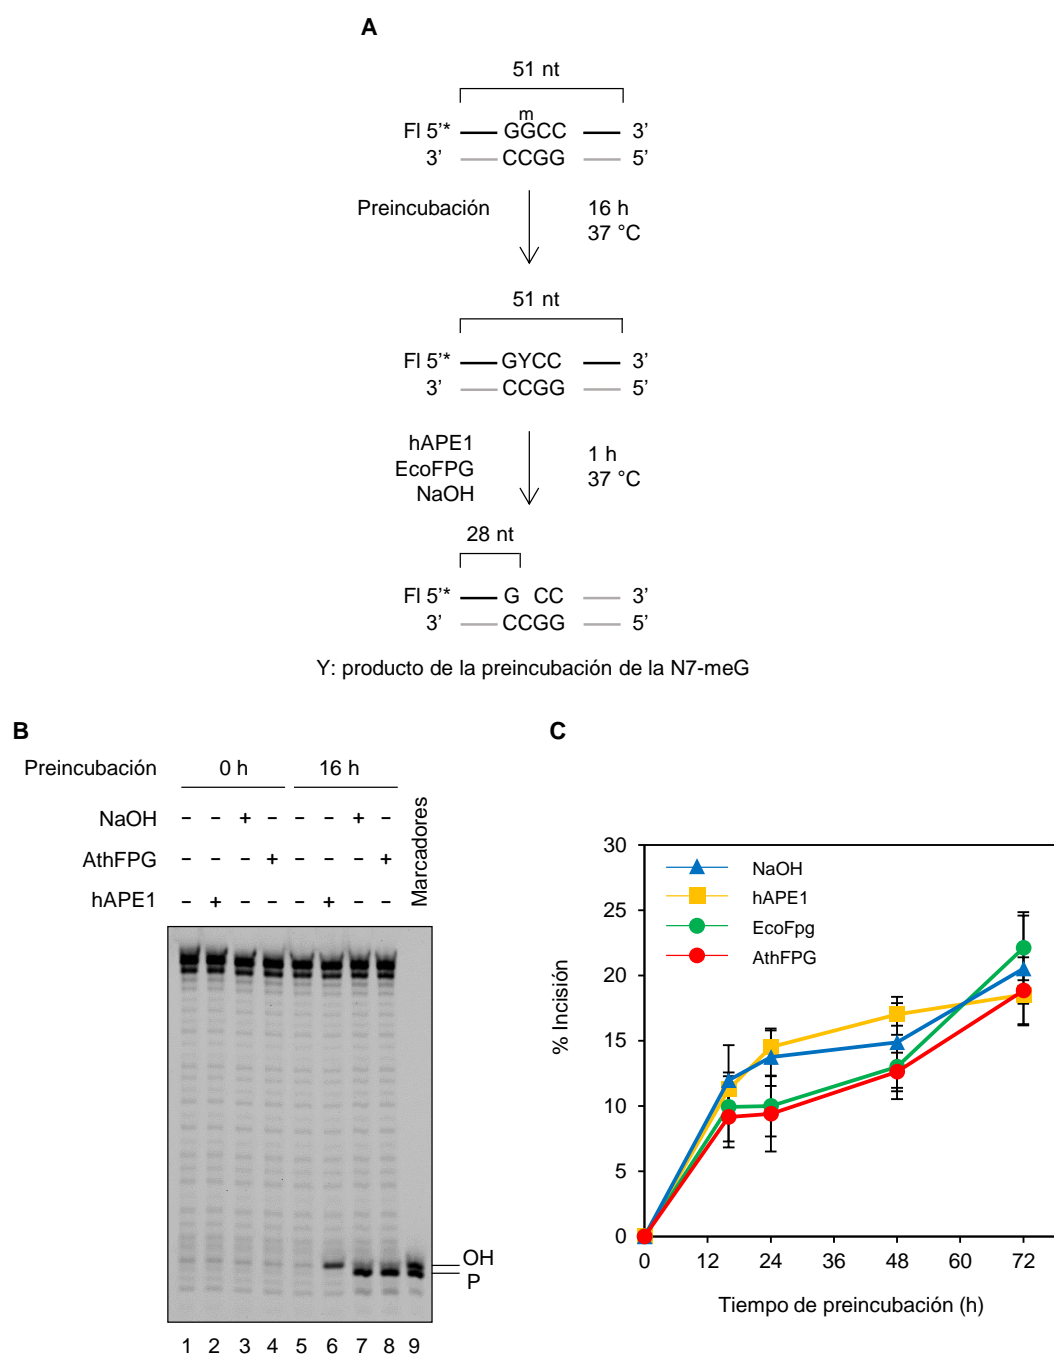 A
51 nt
m
Fl 5'* GGCC 3'
3' CCGG 5'
Preincubación 16 h
37 °C
51 nt
Fl 5'* GYCC 3'
3' CCGG 5'
hAPE1
EcoFPG
NaOH
1 h
37 °C
28 nt
Fl 5'* G CC 3'
3' CCGG 5'
Y: producto de la preincubación de la N7-meG
B
Preincubación 0 h 16 h
Marcadores
NaOH − − + − − − + −
AthFPG − − − + − − − +
hAPE1 − + − − − + − −
OH
P
1 2 3 4 5 6 7 8 9
C
% Incisión
30
25
20
15
10
5
0
NaOH
hAPE1
EcoFpg
AthFPG
0 12 24 36 48 60 72
Tiempo de preincubación (h)